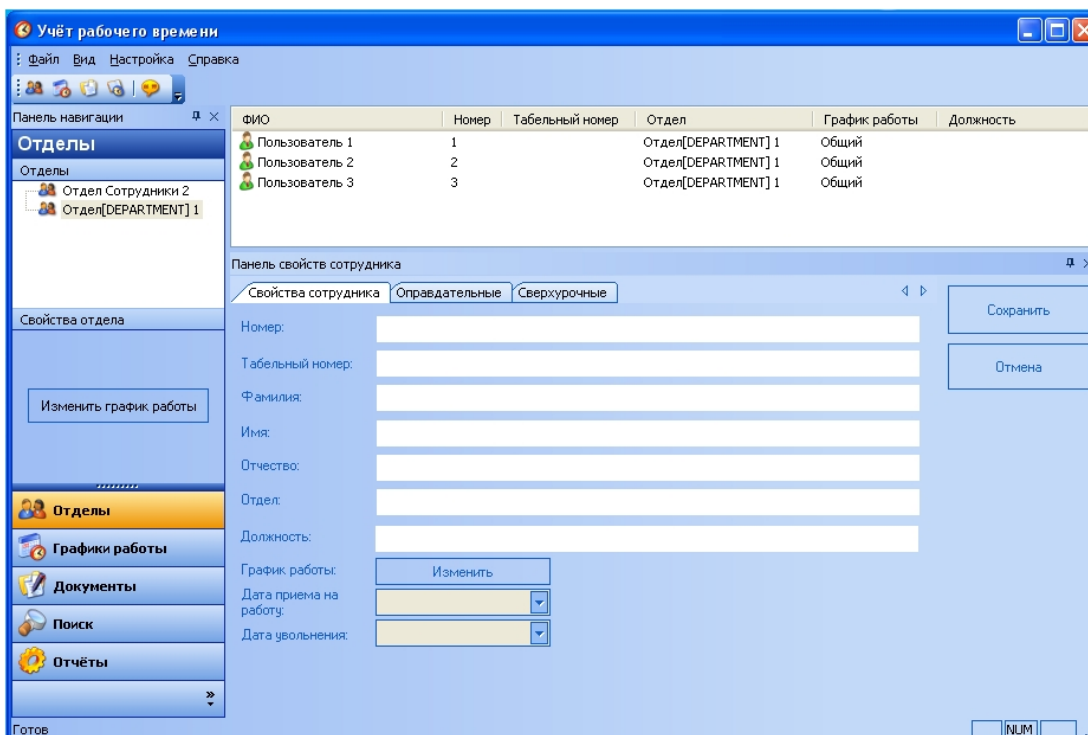 Учёт рабочего времени
Файл Вид Настройка Справка
Панель навигации
Отделы
Отделы
Отдел Сотрудники 2
Отдел[DEPARTMENT] 1
Свойства отдела
Изменить график работы
Отделы
Графики работы
Документы
Поиск
Отчёты
ФИО Номер Табельный номер Отдел График работы Должность
Пользователь 1 1 Отдел[DEPARTMENT] 1 Общий
Пользователь 2 2 Отдел[DEPARTMENT] 1 Общий
Пользователь 3 3 Отдел[DEPARTMENT] 1 Общий
Панель свойств сотрудника
Свойства сотрудника Оправдательные Сверхурочные
Номер:
Табельный номер:
Фамилия:
Имя:
Отчество:
Отдел:
Должность:
График работы: Изменить
Дата приема на
работу:
Дата увольнения:
Сохранить
Отмена
Готов NUM